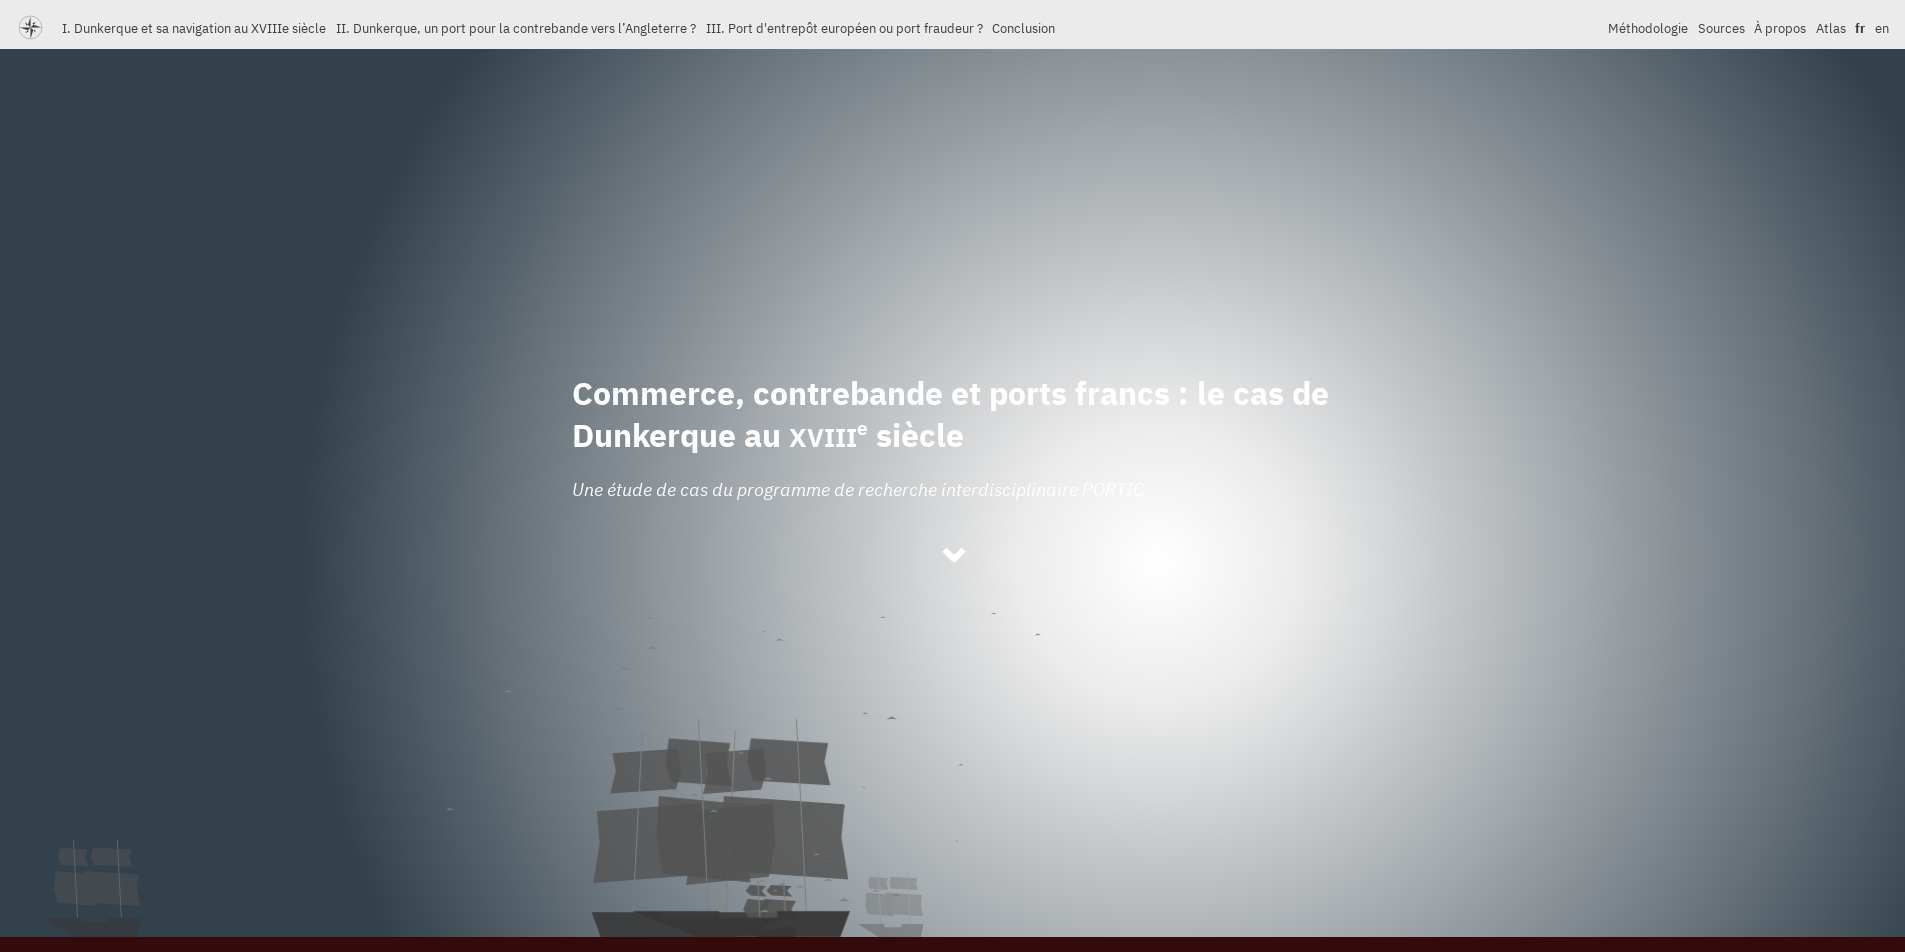 I. Dunkerque et sa navigation au XVIIIe siècle II. Dunkerque, un port pour la contrebande vers l’Angleterre ? III. Port d'entrepôt européen ou port fraudeur ? Conclusion Méthodologie Sources À propos Atlas fr en
Commerce, contrebande et ports francs : le cas de
Dunkerque au XVIIIe siècle
Une étude de cas du programme de recherche interdisciplinaire PORTIC